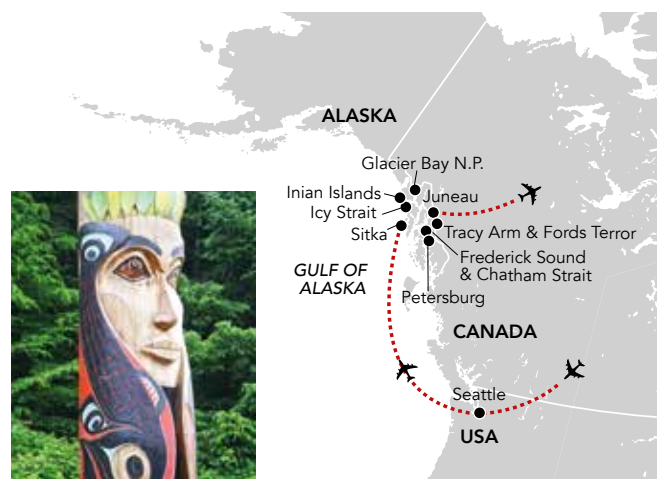 ALASKA
Glacier Bay N.P.
Inian Islands
Juneau
Icy Strait
Sitka
Tracy Arm & Fords Terror
Frederick Sound
& Chatham Strait
GULF OF
ALASKA
Petersburg
CANADA
Seattle
USA